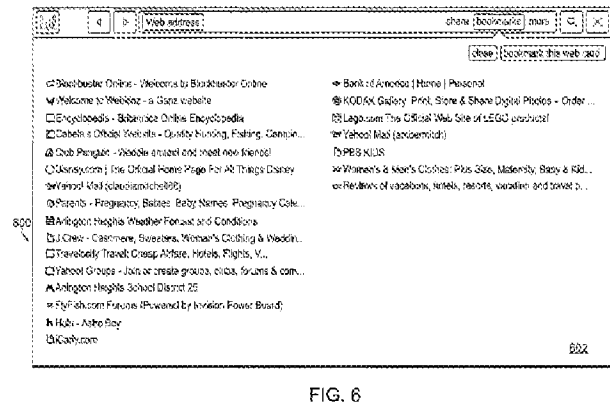 Web address
share bookmarks more
close bookmark this web card
Blockbuster Online - Welcome to Blockbuster Online
Welcome to Webkinz - a Ganz website
Encyclopedia - Britannica Online Encyclopedia
Cabela's Official Website - Quality Hunting, Fishing, Campin...
Club Penguin - Waddle around and meet new friends!
Disney.com | The Official Home Page For All Things Disney
Yahoo! Mail
Parents - Pregnancy, Babies, Baby Names, Pregnancy Cale...
Arlington Heights Weather Forecast and Conditions
J.Crew - Cashmere, Sweaters, Women's Clothing & Weddin...
Travelocity Travel: Cheap Airfare, Hotels, Flights, V...
Yahoo! Groups - Join or create groups, clubs, forums & com...
Arlington Heights School District 25
FlyFish.com Forums (Powered by Invision Power Board)
Hulu - Astro Boy
iCarly.com
Bank of America | Home | Personal
KODAK Gallery: Print, Store & Share Digital Photos - Order ...
Lego.com The Official Web Site of LEGO products!
Yahoo! Mail
PBS KIDS
Women's & Men's Clothes: Plus Size, Maternity, Baby & Kid...
Reviews of vacations, hotels, resorts, vacation and travel p...
600
602
FIG. 6